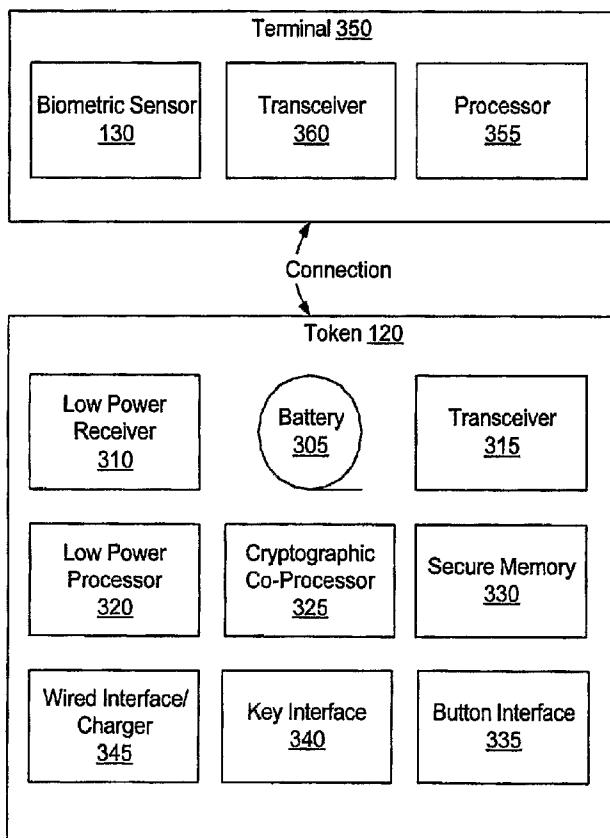 Terminal 350
Biometric Sensor
130
Transceiver
360
Processor
355
Connection
Token 120
Low Power
Receiver
310
Battery
305
Transceiver
315
Low Power
Processor
320
Cryptographic
Co-Processor
325
Secure Memory
330
Wired Interface/
Charger
345
Key Interface
340
Button Interface
335